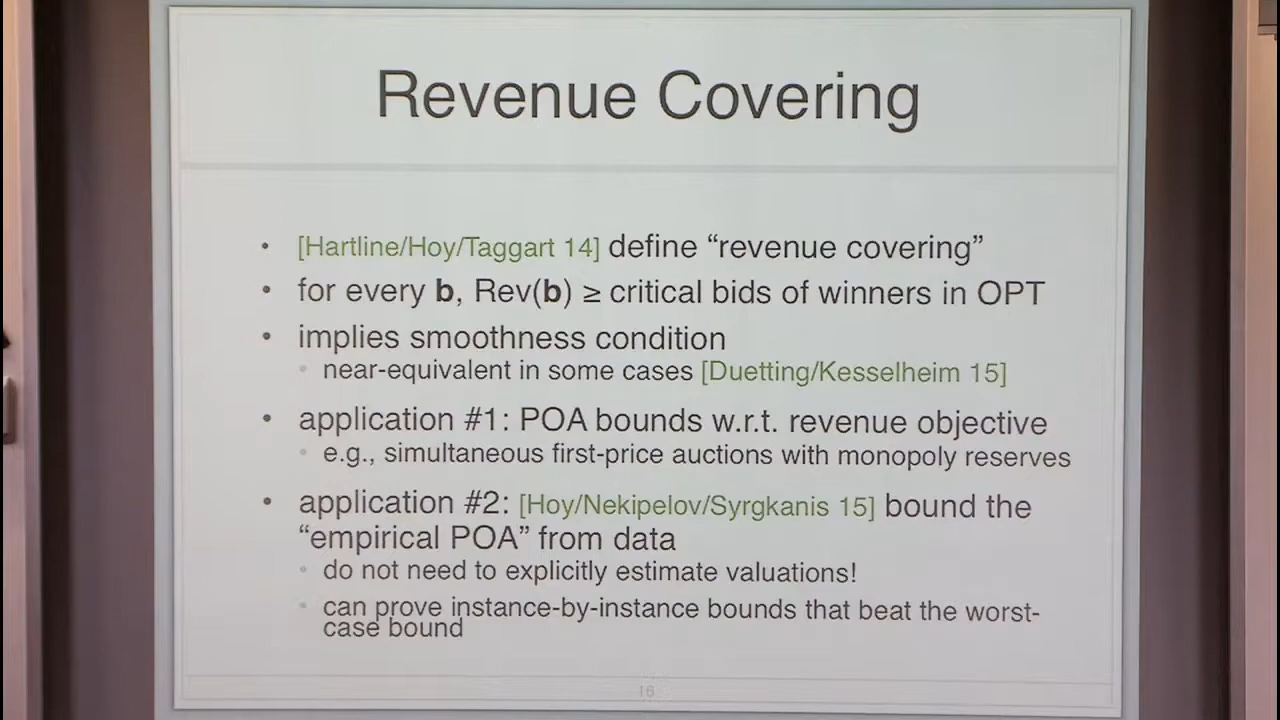 Revenue Covering
• [Hartline/Hoy/Taggart 14] define “revenue covering”
• for every b, Rev(b) ≥ critical bids of winners in OPT
• implies smoothness condition
• near-equivalent in some cases [Duetting/Kesselheim 15]
• application #1: POA bounds w.r.t. revenue objective
• e.g., simultaneous first-price auctions with monopoly reserves
• application #2: [Hoy/Nekipelov/Syrgkanis 15] bound the
“empirical POA” from data
• do not need to explicitly estimate valuations!
• can prove instance-by-instance bounds that beat the worst-
case bound
16